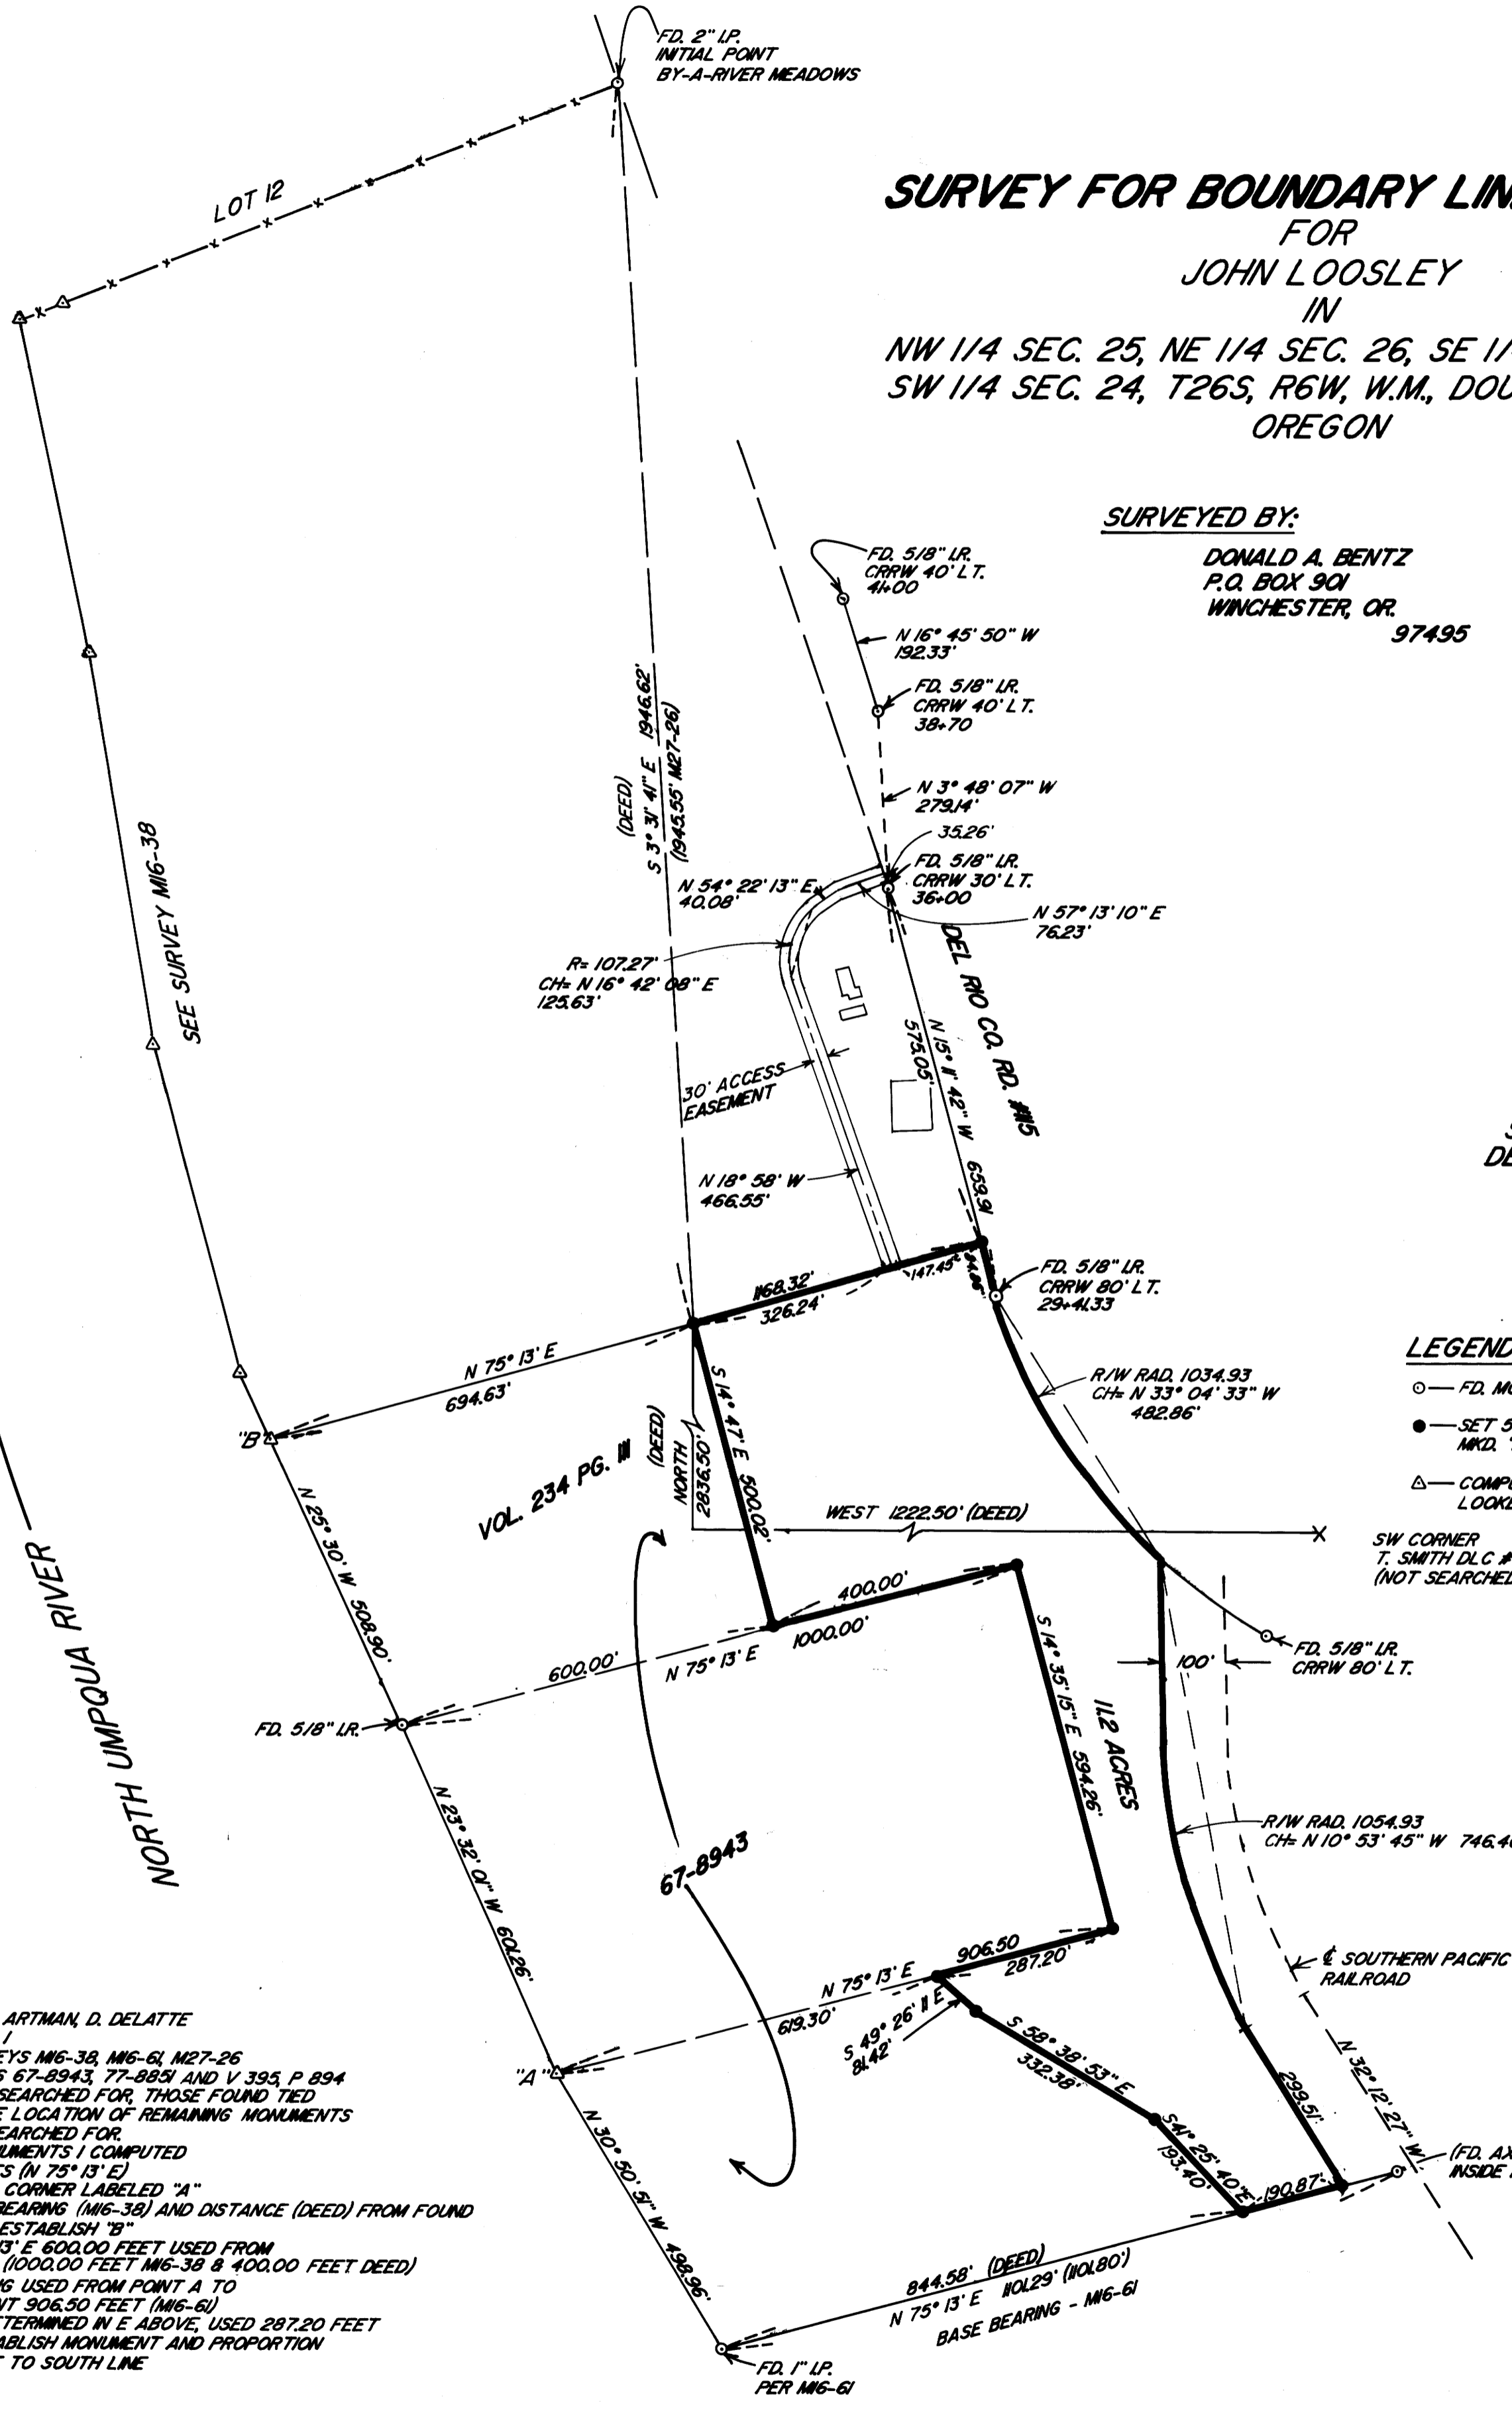 FD. 2" I.P.
INITIAL POINT
BY-A-RIVER MEADOWS
LOT 12
SURVEY FOR BOUNDARY
FOR
JOHN LOOSLEY
IN
NW 1/4 SEC. 25, NE 1/4 SEC. 26, SE
SW 1/4 SEC. 24, T26S, R6W, W.M.,
OREGON
SURVEYED BY:
DONALD A. BENTZ
P.O. BOX 901
WINCHESTER, OR.
97495
FD. 5/8" I.R.
CRRW 40' LT.
41+00
N 16° 45' 50" W
192.33'
FD. 5/8" I.R.
CRRW 40' LT.
38+70
(DEED)
S 3° 31' 41" E 1946.62'
(1945.55' M27-26)
N 3° 48' 07" W
279.14'
35.26'
FD. 5/8" I.R.
CRRW 30' LT.
36+00
N 54° 22' 13" E
40.08'
N 57° 13' 10" E
76.23'
SEE SURVEY M16-38
R= 107.27'
CH= N 16° 42' 08" E
125.63'
DEL RIO CO. RD. #115
N 15° 11' 42" W 659.91
575.05'
30' ACCESS
EASEMENT
N 18° 58' W
466.55'
1168.32'
326.24'
147.45'
84.86'
FD. 5/8" I.R.
CRRW 80' LT.
29+41.33
N 75° 13' E
694.63'
"B"
LEGEND
FD.
SET
MKD.
SW CORNER
T. SMITH DLC #
R/W RAD. 1034.93
CH= N 33° 04' 33" W
482.86'
S 14° 47' E 500.02'
(DEED)
NORTH
2836.50'
VOL. 234 PG. 111
WEST 1222.50' (DEED)
N 25° 30' W 508.90'
400.00'
1000.00'
600.00'
N 75° 13' E
FD. 5/8" I.R.
100'
FD. 5/8" I.R.
CRRW 80' LT.
S 14° 35' 15" E 594.26'
11.2 ACRES
NORTH UMPQUA RIVER
N 23° 32' 01" W 601.26'
67-8943
R/W RAD. 1054.93
CH= N 10° 53' 45" W
906.50
287.20'
N 75° 13' E
619.30'
"A"
S 49° 26' 11 E
81.42'
S 58° 38' 53" E
332.38'
S 41° 25' 40" E
193.40'
℄ SOUTHERN PACIFIC
RAILROAD
N 32° 12' 27" W
299.51'
190.87'
(FD.
INSIDE
N 30° 50' 51" W 498.96'
844.58' (DEED)
N 75° 13' E 1101.29' (1101.80')
BASE BEARING - M16-61
FD. 1" I.P.
PER M16-61
ARTMAN, D. DELATTE
M16-38, M16-61, M27-26
67-8943, 77-8851 AND V 395, P 894
SEARCHED FOR, THOSE FOUND TIED
LOCATION OF REMAINING MONUMENTS
FOR.
I COMPUTED
(N 75° 13' E)
CORNER LABELED "A"
BEARING (M16-38) AND DISTANCE (DEED) FROM FOUND
ESTABLISH "B"
13' E 600.00 FEET USED FROM
(1000.00 FEET M16-38 & 400.00 FEET DEED)
USED FROM POINT A TO
906.50 FEET (M16-61)
IN E ABOVE, USED 287.20 FEET
MONUMENT AND PROPORTION
TO SOUTH LINE